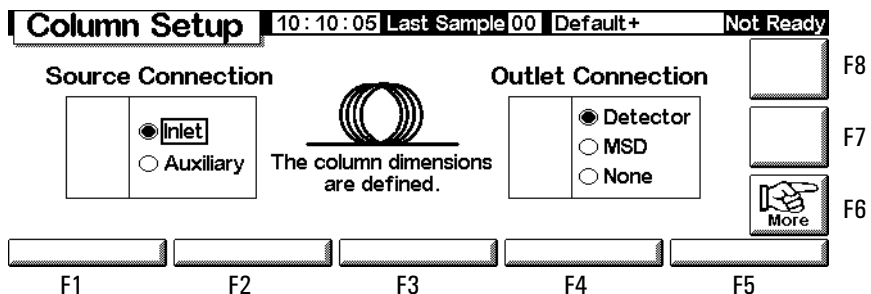 Column Setup 10:10:05 Last Sample 00 Default+ Not Ready
Source Connection
Inlet
Auxiliary
The column dimensions
are defined.
Outlet Connection
Detector
MSD
None
F8
F7
More
F6
F1 F2 F3 F4 F5